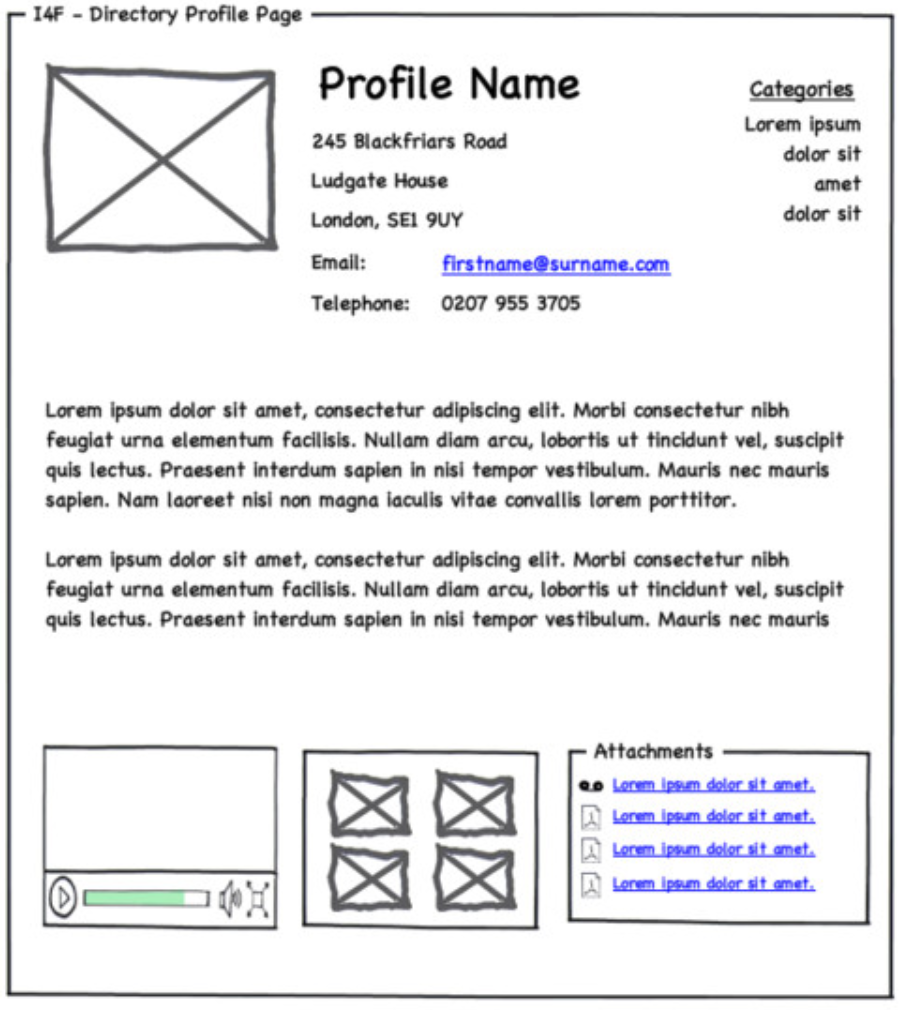 I4F - Directory Profile Page
Profile Name
245 Blackfriars Road
Ludgate House
London, SE1 9UY
Email: firstname@surname.com
Telephone: 0207 955 3705
Categories
Lorem ipsum
dolor sit
amet
dolor sit
Lorem ipsum dolor sit amet, consectetur adipiscing elit. Morbi consectetur nibh
feugiat urna elementum facilisis. Nullam diam arcu, lobortis ut tincidunt vel, suscipit
quis lectus. Praesent interdum sapien in nisi tempor vestibulum. Mauris nec mauris
sapien. Nam laoreet nisi non magna iaculis vitae convallis lorem porttitor.
Lorem ipsum dolor sit amet, consectetur adipiscing elit. Morbi consectetur nibh
feugiat urna elementum facilisis. Nullam diam arcu, lobortis ut tincidunt vel, suscipit
quis lectus. Praesent interdum sapien in nisi tempor vestibulum. Mauris nec mauris
Attachments
Lorem ipsum dolor sit amet.
Lorem ipsum dolor sit amet.
Lorem ipsum dolor sit amet.
Lorem ipsum dolor sit amet.